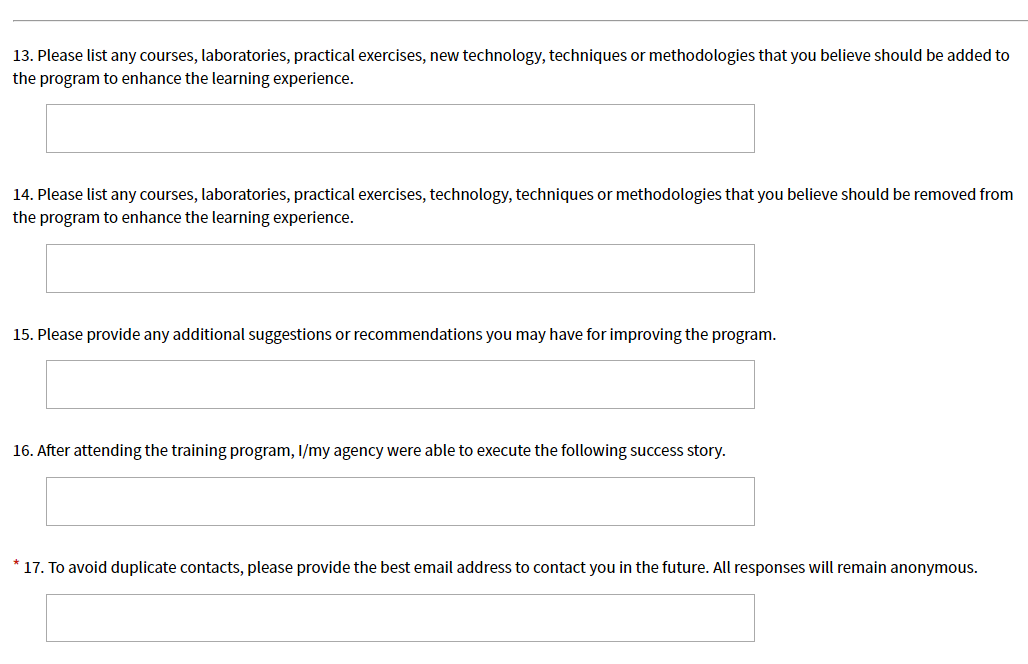 13. Please list any courses, laboratories, practical exercises, new technology, techniques or methodologies that you believe should be added to
the program to enhance the learning experience.
14. Please list any courses, laboratories, practical exercises, technology, techniques or methodologies that you believe should be removed from
the program to enhance the learning experience.
15. Please provide any additional suggestions or recommendations you may have for improving the program.
16. After attending the training program, I/my agency were able to execute the following success story.
* 17. To avoid duplicate contacts, please provide the best email address to contact you in the future. All responses will remain anonymous.